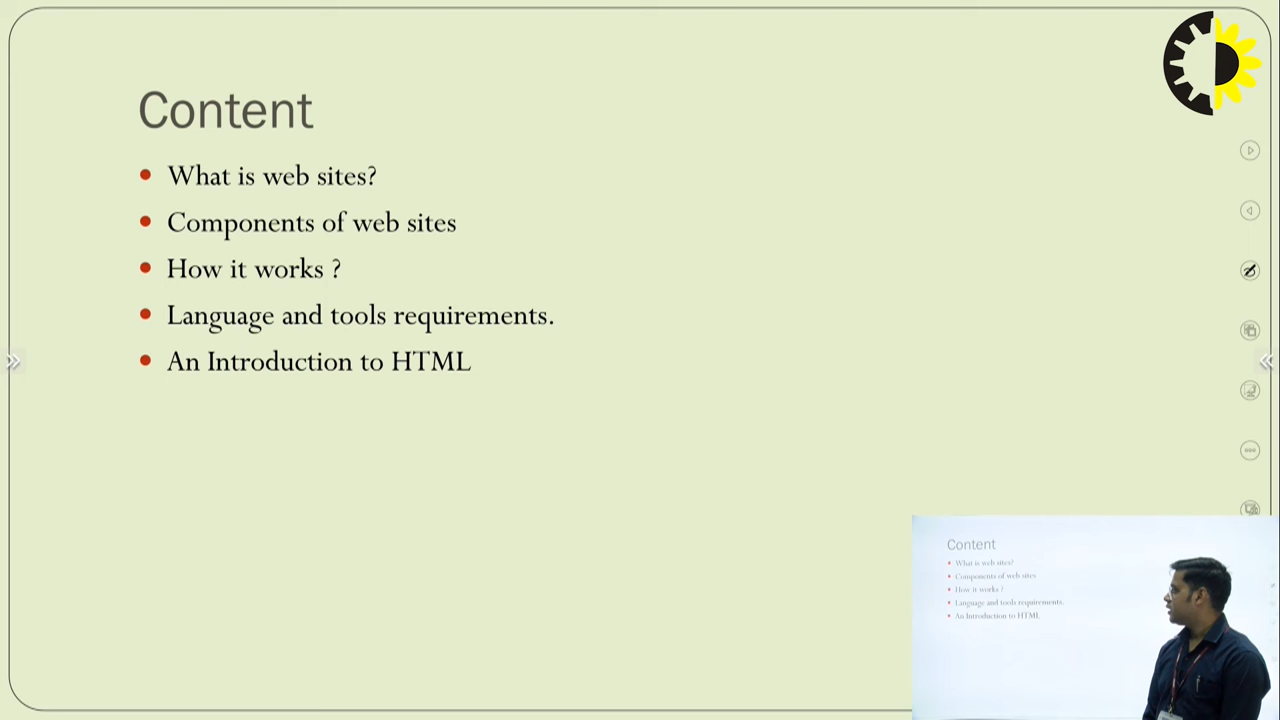 Content
What is web sites?
Components of web sites
How it works ?
Language and tools requirements.
An Introduction to HTML
Content
What is web sites?
Components of web sites
How it works ?
Language and tools requirements.
An Introduction to HTML